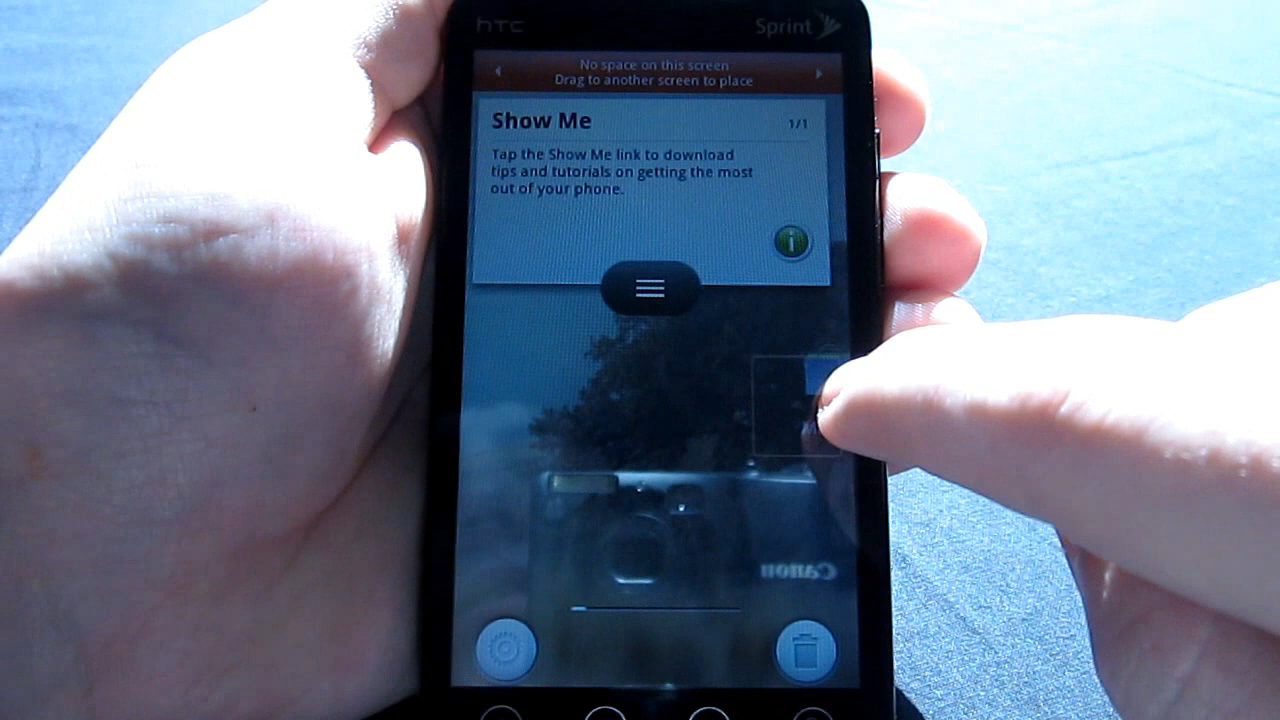 hTC
Sprint
No space on this screen
Drag to another screen to place
Show Me
1/1
Tap the Show Me link to download
tips and tutorials on getting the most
out of your phone.
i
Canon